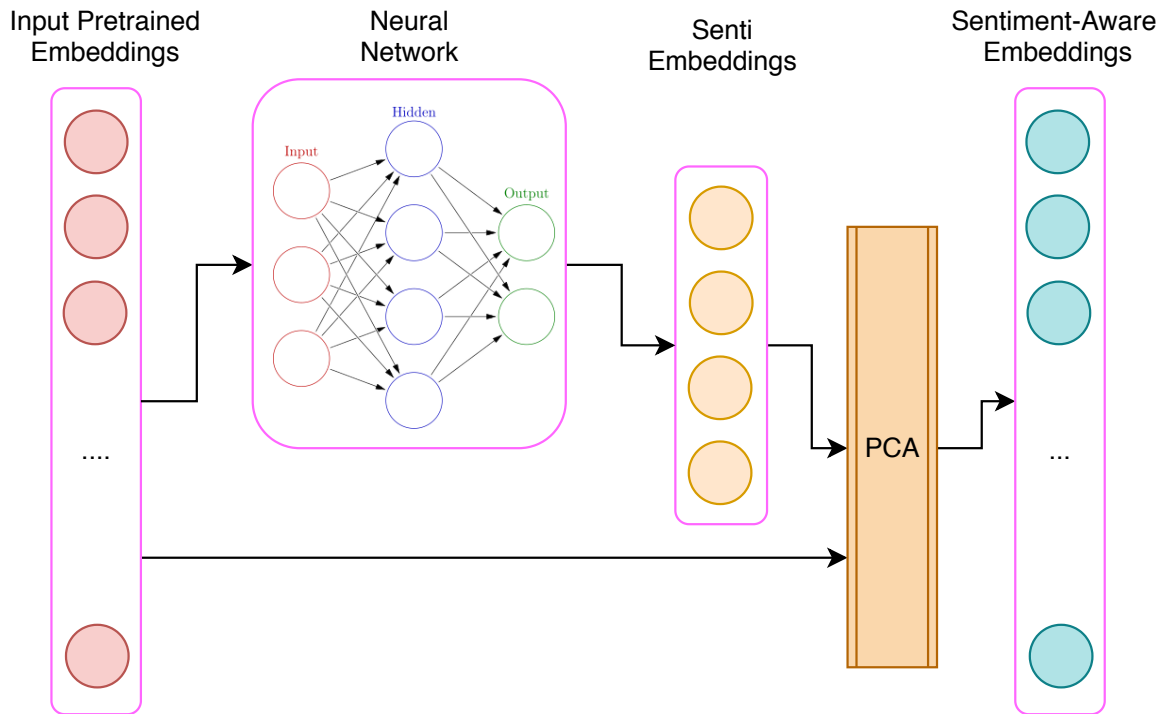 Input Pretrained
Embeddings
Neural
Network
Senti
Embeddings
Sentiment-Aware
Embeddings
Hidden
Input
Output
....
PCA
...